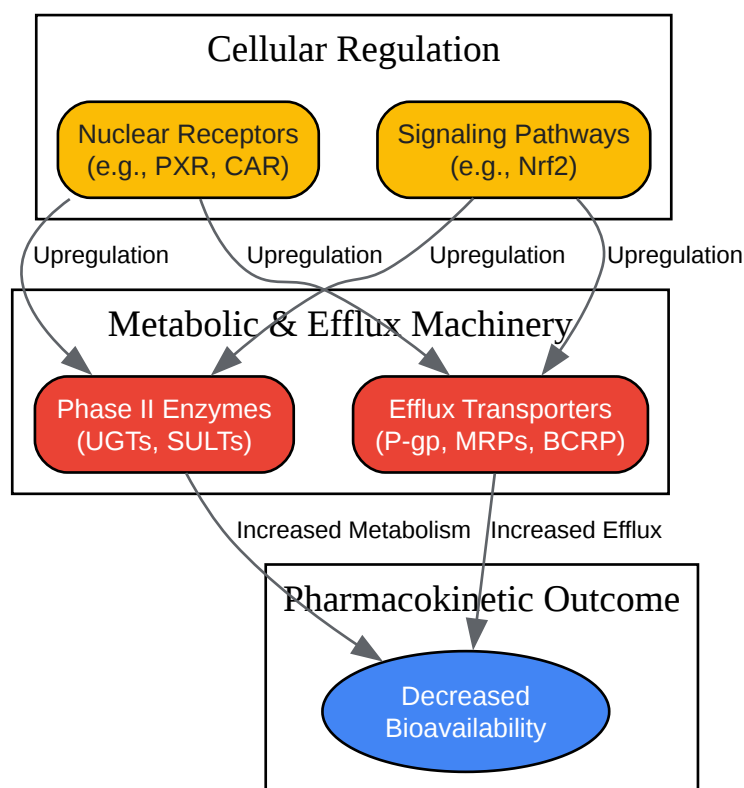 Cellular Regulation
Nuclear Receptors
(e.g., PXR, CAR)
Signaling Pathways
(e.g., Nrf2)
Upregulation
Upregulation
Upregulation
Upregulation
Metabolic & Efflux Machinery
Phase II Enzymes
(UGTs, SULTs)
Efflux Transporters
(P-gp, MRPs, BCRP)
Increased Metabolism
Increased Efflux
Pharmacokinetic Outcome
Decreased
Bioavailability